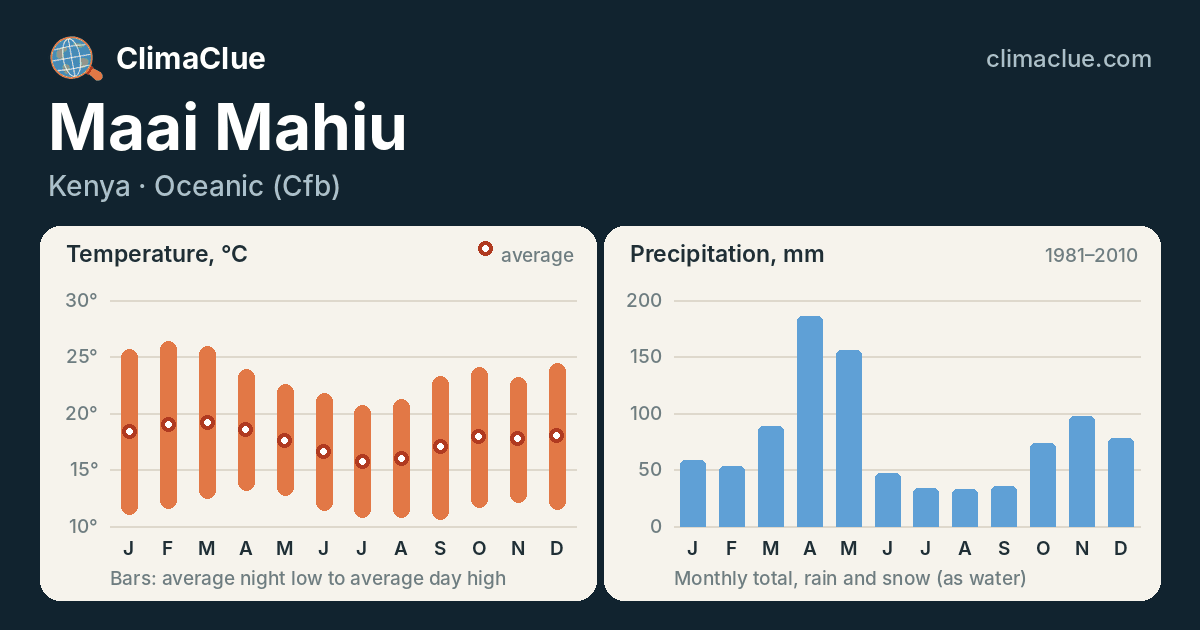 ClimaClue
climaclue.com
Maai Mahiu
Kenya · Oceanic (Cfb)
Temperature, °C
average
30°
25°
20°
15°
10°
J F M A M J J A S O N D
Bars: average night low to average day high
Precipitation, mm
1981–2010
200
150
100
50
0
J F M A M J J A S O N D
Monthly total, rain and snow (as water)